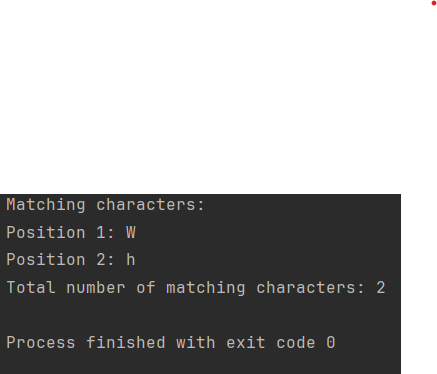 Matching characters:
Position 1: W
Position 2: h
Total number of matching characters: 2
Process finished with exit code 0